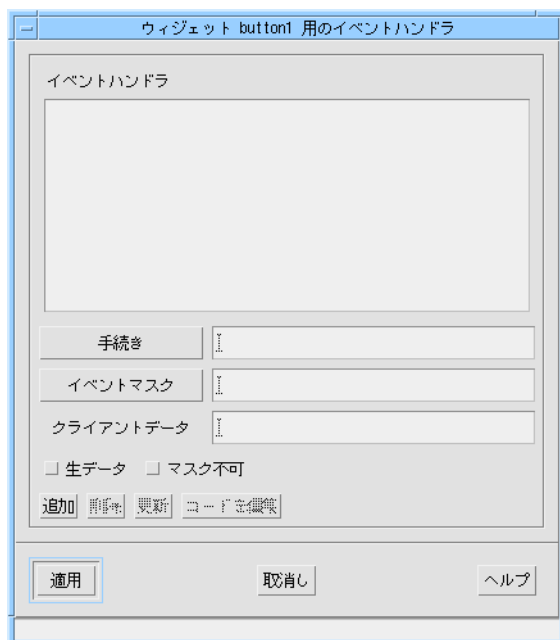 ウィジェット button1 用のイベントハンドラ
イベントハンドラ
手続き
イベントマスク
クライアントデータ
生データ マスク不可
追加 削除 更新 コードを編集
適用 取消し ヘルプ